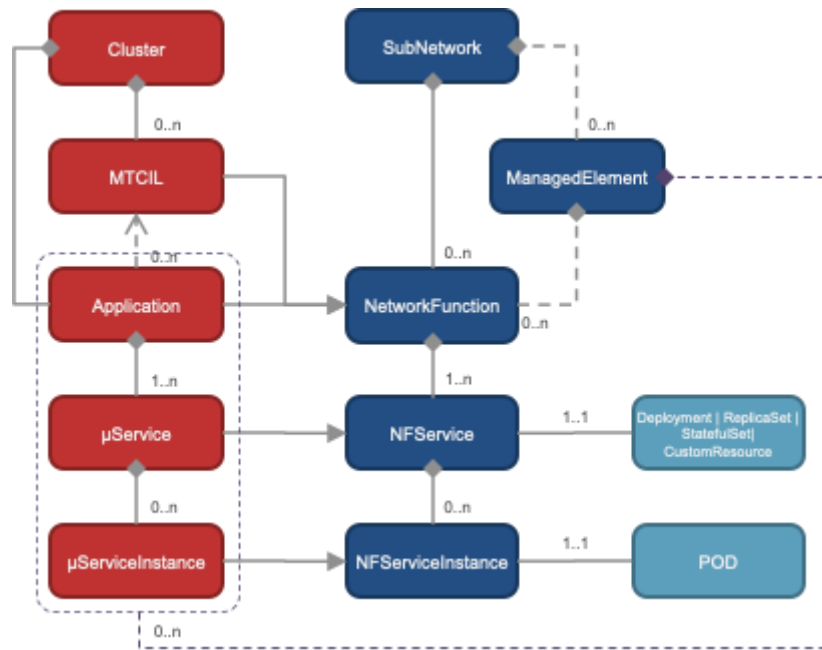 Cluster
SubNetwork
0..n
0..n
MTCIL
ManagedElement
0..n
0..n
Application
NetworkFunction
0..n
1..n
1..n
µService
NFService
1..1
Deployment | ReplicaSet |
StatefulSet|
CustomResource
0..n
0..n
µServiceInstance
NFServiceInstance
1..1
POD
0..n